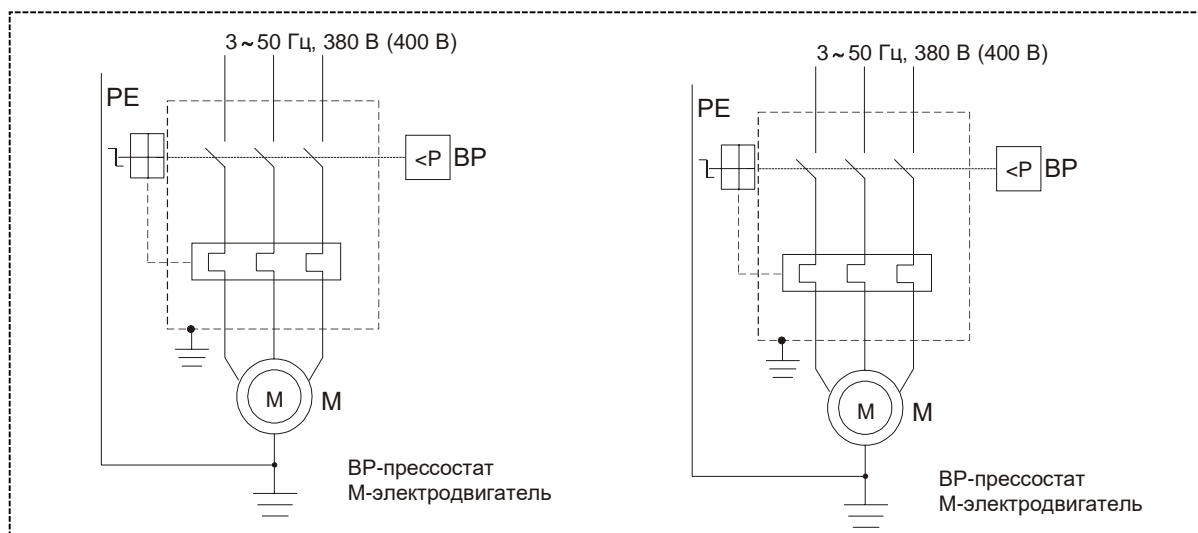 3~50 Гц, 380 В (400 В)
PE
<P BP
M M
BP-прессостат
М-электродвигатель
3~50 Гц, 380 В (400 В)
PE
<P BP
M M
BP-прессостат
М-электродвигатель